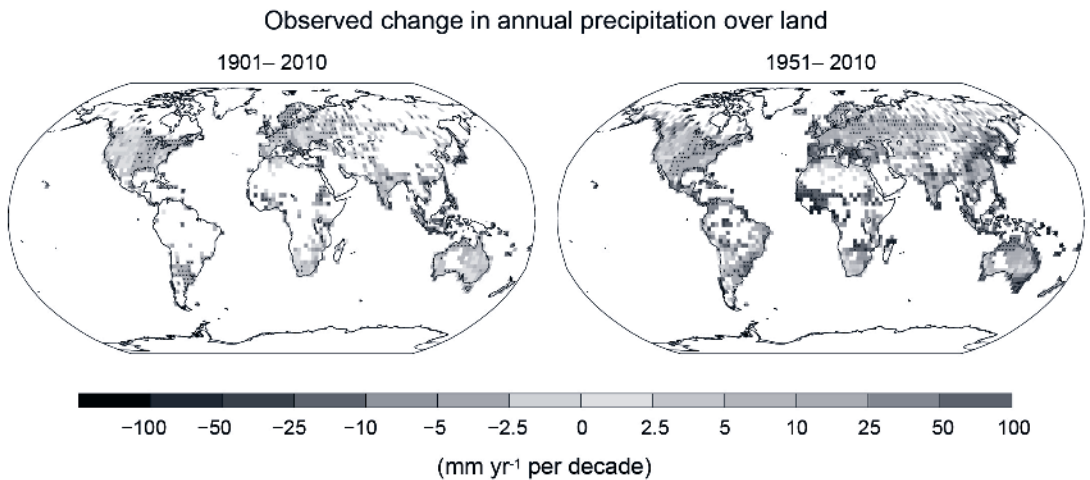 Observed change in annual precipitation over land
1901– 2010
1951– 2010
−100 −50 −25 −10 −5 −2.5 0 2.5 5 10 25 50 100
(mm yr⁻¹ per decade)